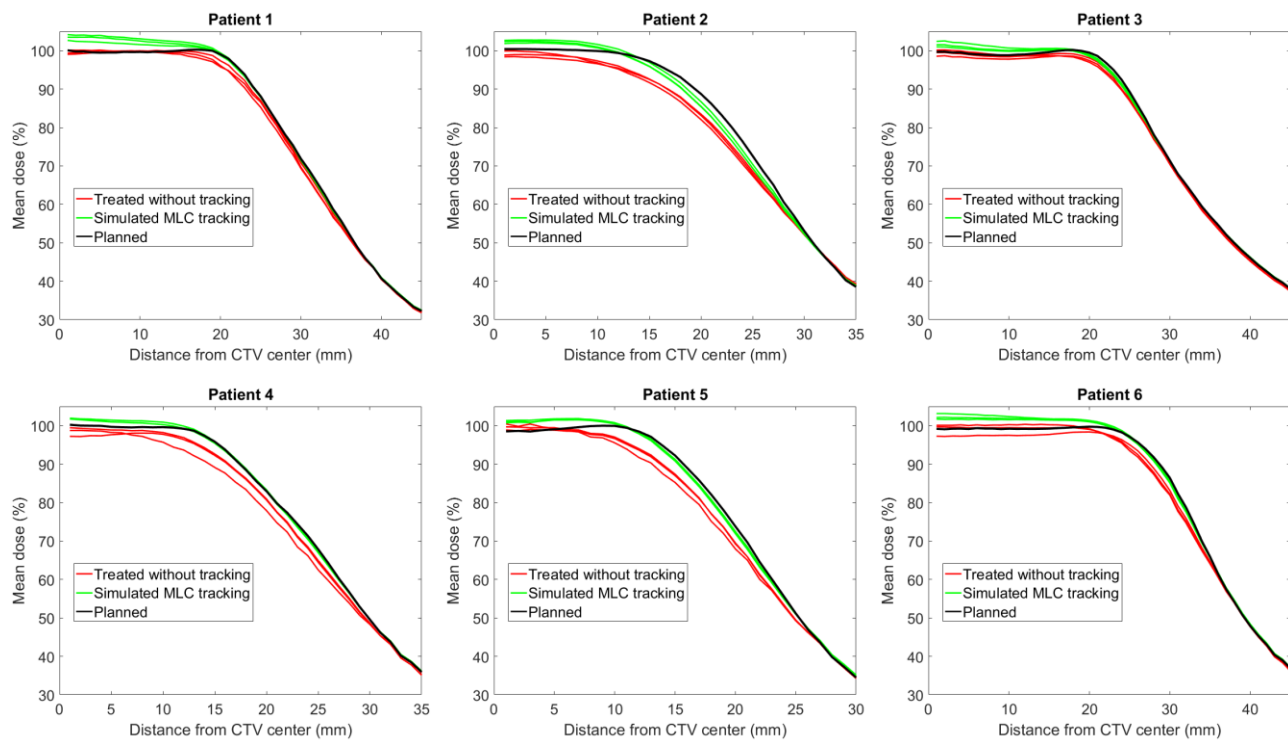 Patient 1
100
90
80
70
60
50
40
30
Mean dose (%)
Treated without tracking
Simulated MLC tracking
Planned
0 10 20 30 40
Distance from CTV center (mm)
Patient 2
100
90
80
70
60
50
40
30
Mean dose (%)
Treated without tracking
Simulated MLC tracking
Planned
0 5 10 15 20 25 30 35
Distance from CTV center (mm)
Patient 3
100
90
80
70
60
50
40
30
Mean dose (%)
Treated without tracking
Simulated MLC tracking
Planned
0 10 20 30 40
Distance from CTV center (mm)
Patient 4
100
90
80
70
60
50
40
30
Mean dose (%)
Treated without tracking
Simulated MLC tracking
Planned
0 5 10 15 20 25 30 35
Distance from CTV center (mm)
Patient 5
100
90
80
70
60
50
40
30
Mean dose (%)
Treated without tracking
Simulated MLC tracking
Planned
0 5 10 15 20 25 30
Distance from CTV center (mm)
Patient 6
100
90
80
70
60
50
40
30
Mean dose (%)
Treated without tracking
Simulated MLC tracking
Planned
0 10 20 30 40
Distance from CTV center (mm)